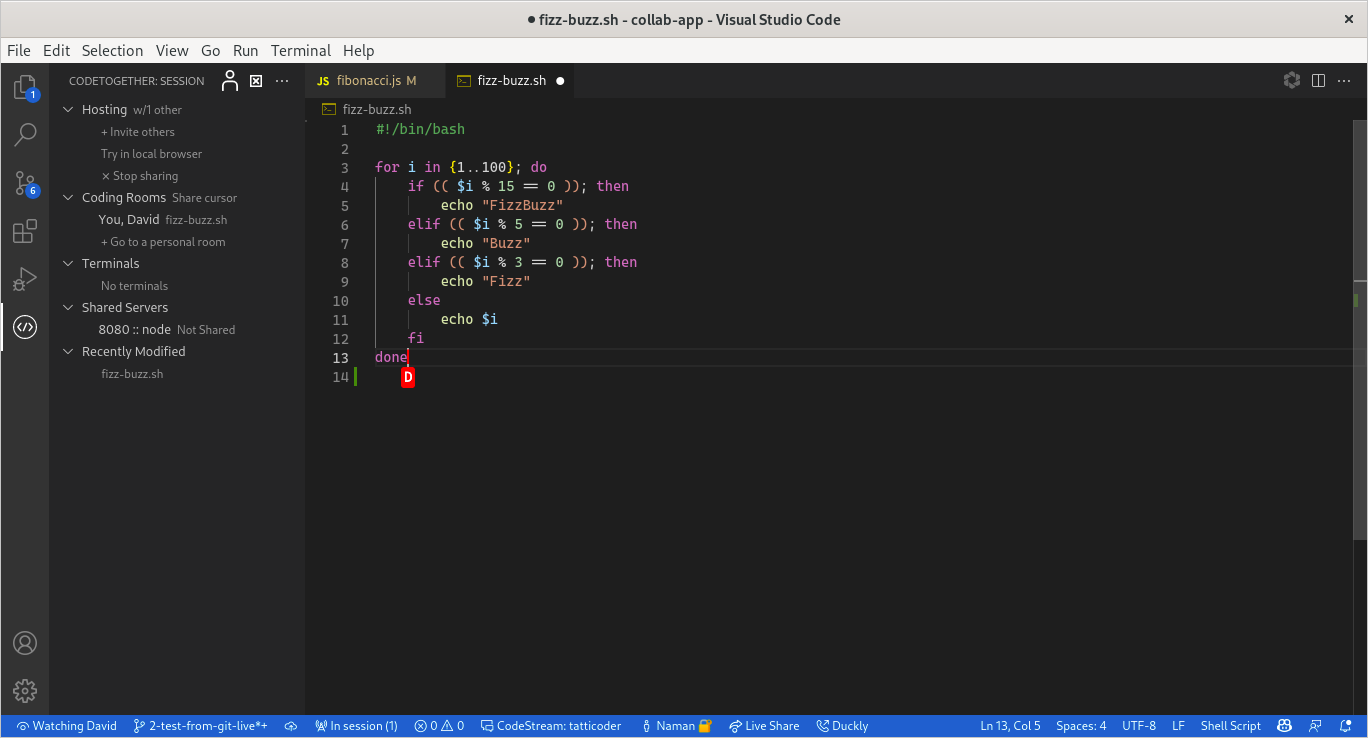 ● fizz-buzz.sh - collab-app - Visual Studio Code
File Edit Selection View Go Run Terminal Help
CODETOGETHER: SESSION
JS fibonacci.js M
fizz-buzz.sh
1
6
Hosting w/1 other
+ Invite others
Try in local browser
× Stop sharing
Coding Rooms Share cursor
You, David fizz-buzz.sh
+ Go to a personal room
Terminals
No terminals
Shared Servers
8080 :: node Not Shared
Recently Modified
fizz-buzz.sh
fizz-buzz.sh
1 #!/bin/bash
2
3 for i in {1..100}; do
4 if (( $i % 15 == 0 )); then
5 echo "FizzBuzz"
6 elif (( $i % 5 == 0 )); then
7 echo "Buzz"
8 elif (( $i % 3 == 0 )); then
9 echo "Fizz"
10 else
11 echo $i
12 fi
13 done
14 D
Watching David 2-test-from-git-live*+ In session (1) 0 0 CodeStream: tatticoder Naman🔐 Live Share Duckly Ln 13, Col 5 Spaces: 4 UTF-8 LF Shell Script